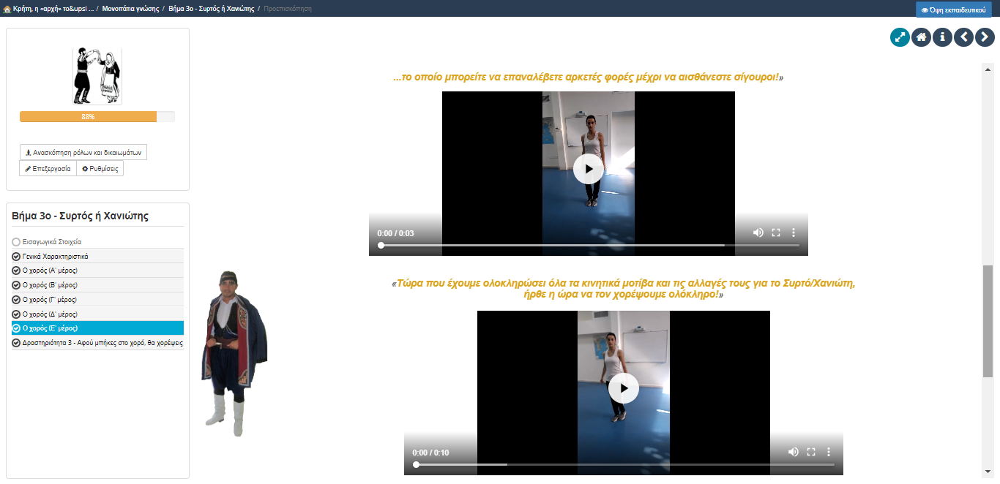 Κρήτη, η «αρχή» το&upsi ... / Μονοπάτια γνώσης / Βήμα 3ο - Συρτός ή Χανιώτης / Προεπισκόπηση
Όψη εκπαιδευτικού
88%
Ανασκόπηση ρόλων και δικαιωμάτων
Επεξεργασία
Ρυθμίσεις
Βήμα 3ο - Συρτός ή Χανιώτης
Εισαγωγικά Στοιχεία
Γενικά Χαρακτηριστικά
Ο χορός (Α' μέρος)
Ο χορός (Β' μέρος)
Ο χορός (Γ' μέρος)
Ο χορός (Δ' μέρος)
Ο χορός (Ε' μέρος)
Δραστηριότητα 3 - Αφού μπήκες στο χορό, θα χορέψεις
...το οποίο μπορείτε να επαναλέβετε αρκετές φορές μέχρι να αισθάνεστε σίγουροι!»
0:00 / 0:03
«Τώρα που έχουμε ολοκληρώσει όλα τα κινητικά μοτίβα και τις αλλαγές τους για το Συρτό/Χανιώτη,
ήρθε η ώρα να τον χορέψουμε ολόκληρο!»
0:00 / 0:10